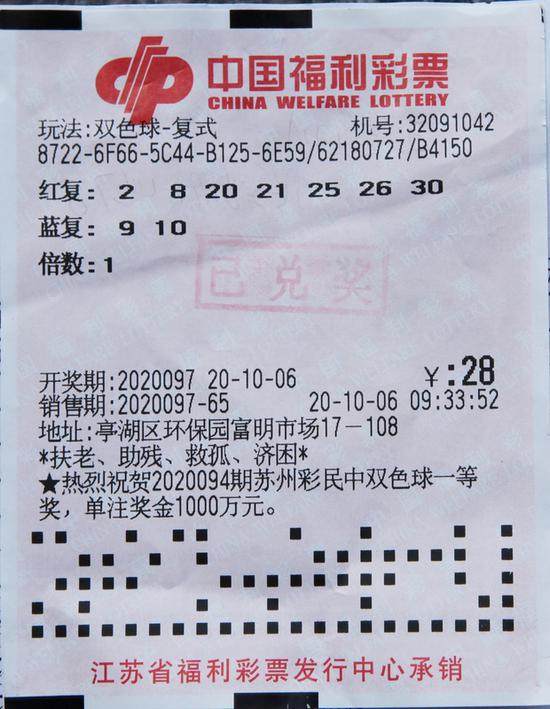 中国福利彩票
CHINA WELFARE LOTTERY
玩法:双色球-复式 机号:32091042
8722-6F66-5C44-B125-6E59/62180727/B4150
红复: 2 8 20 21 25 26 30
蓝复: 9 10
倍数:1
已兑奖
开奖期:2020097 20-10-06 ¥:28
销售期:2020097-65 20-10-06 09:33:52
地址:亭湖区环保园富明市场17-108
*扶老、助残、救孤、济困*
★热烈祝贺2020094期苏州彩民中双色球一等
奖，单注奖金1000万元。
江苏省福利彩票发行中心承销